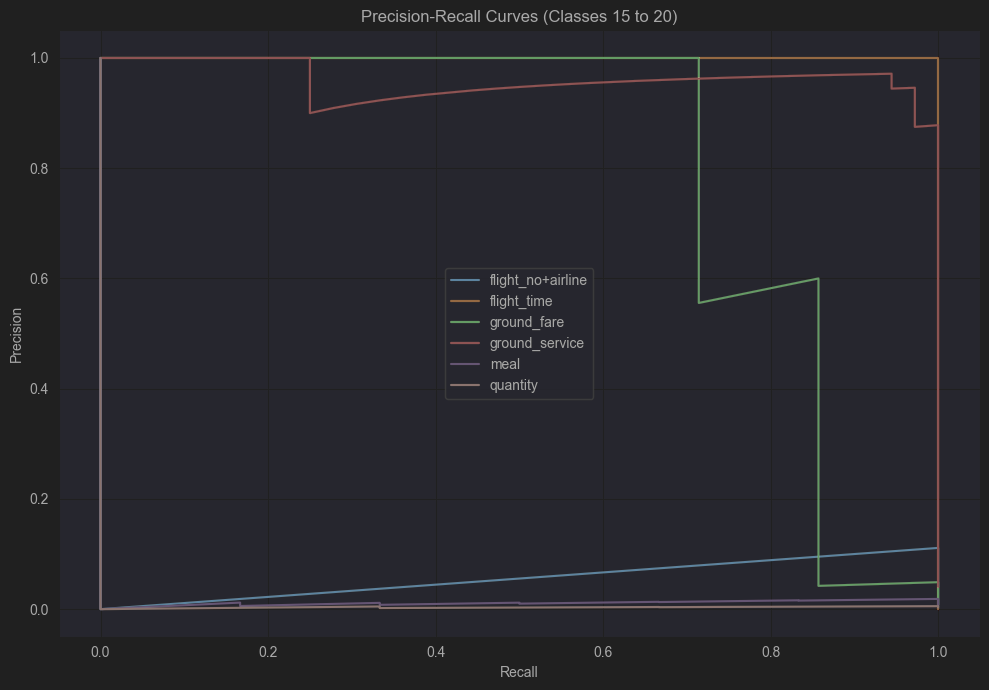 Precision-Recall Curves (Classes 15 to 20)
1.0
0.8
0.6
0.4
0.2
0.0
Precision
flight_no+airline
flight_time
ground_fare
ground_service
meal
quantity
0.0 0.2 0.4 0.6 0.8 1.0
Recall